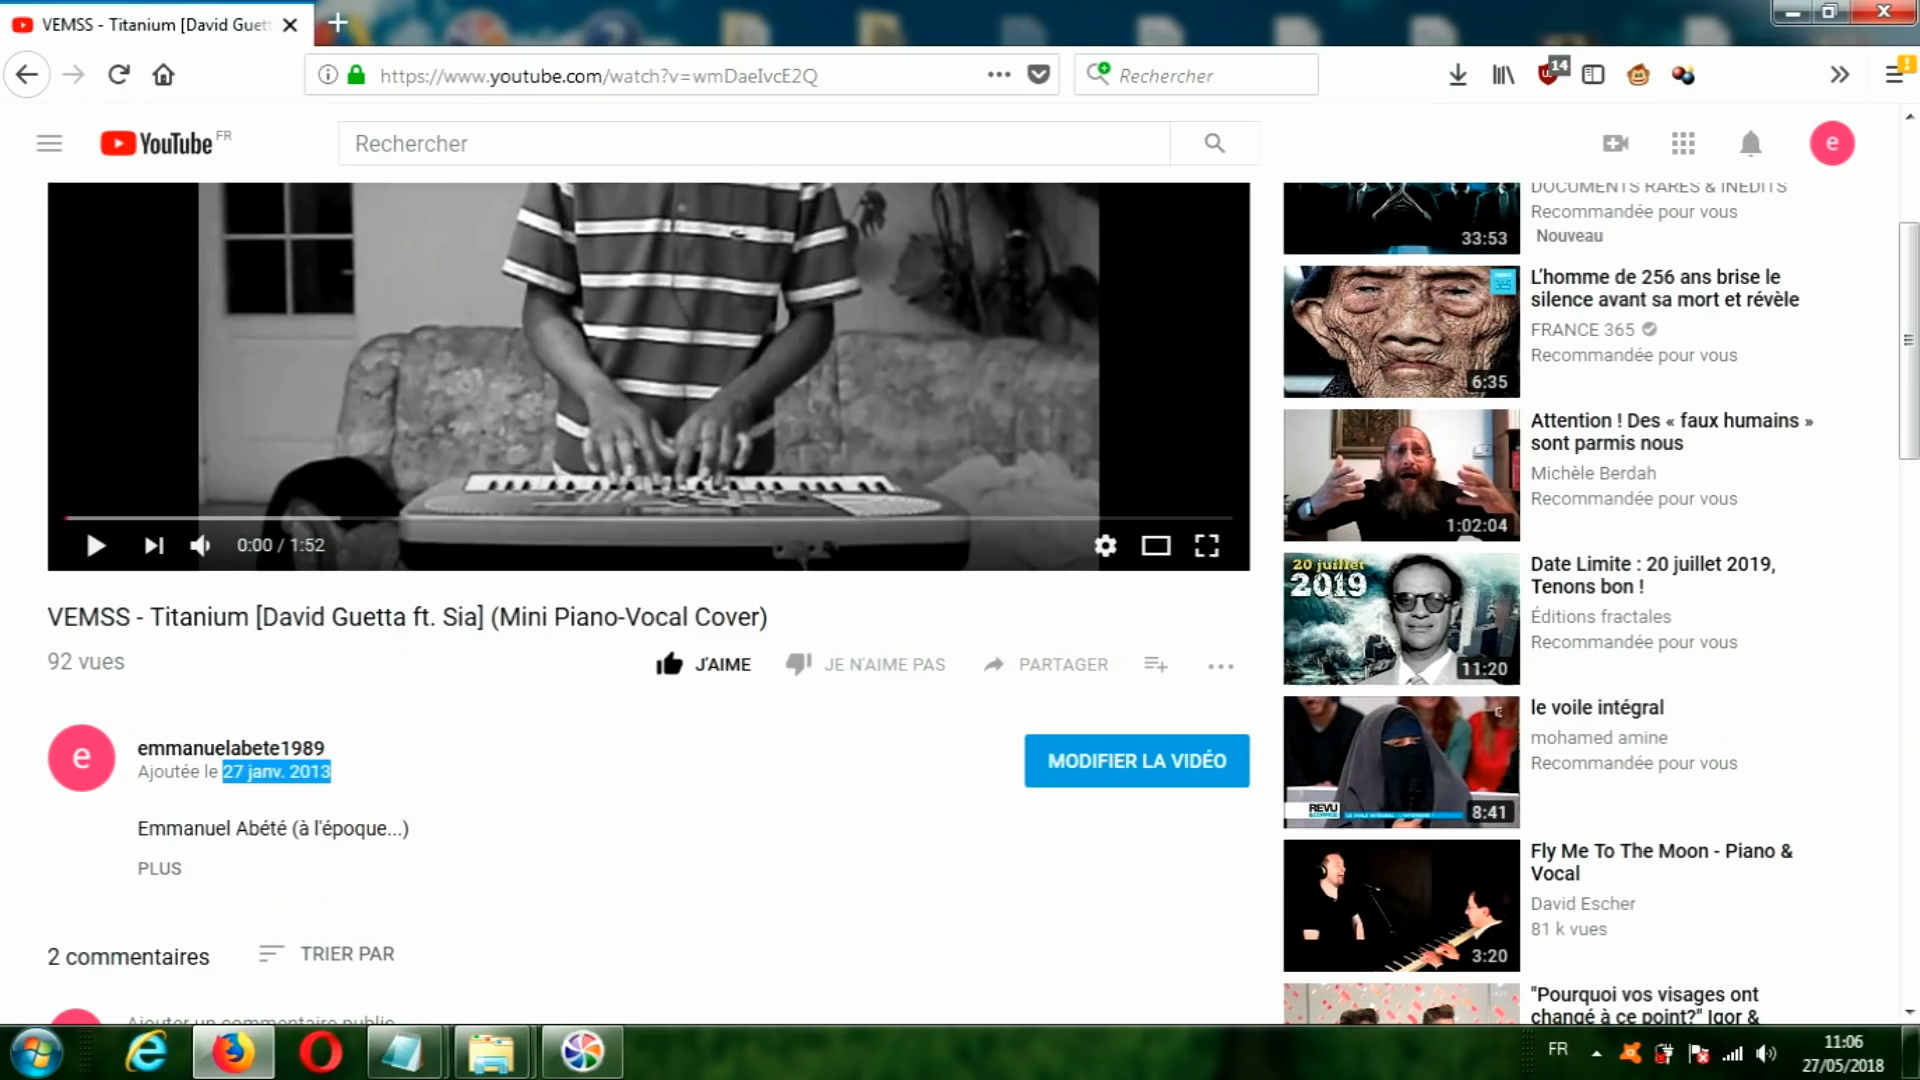 VEMSS - Titanium [David Guett
https://www.youtube.com/watch?v=wmDaeIvcE2Q
Rechercher
14
YouTube FR
Rechercher
e
0:00 / 1:52
VEMSS - Titanium [David Guetta ft. Sia] (Mini Piano-Vocal Cover)
92 vues
J'AIME
JE N'AIME PAS
PARTAGER
e
emmanuelabete1989
Ajoutée le 27 janv. 2013
MODIFIER LA VIDÉO
Emmanuel Abété (à l'époque...)
PLUS
2 commentaires
TRIER PAR
Ajouter un commentaire public
DOCUMENTS RARES & INEDITS
Recommandée pour vous
Nouveau
33:53
L'homme de 256 ans brise le
silence avant sa mort et révèle
FRANCE 365
Recommandée pour vous
6:35
Attention ! Des « faux humains »
sont parmis nous
Michèle Berdah
Recommandée pour vous
1:02:04
20 juillet
2019
11:20
Date Limite : 20 juillet 2019,
Tenons bon !
Éditions fractales
Recommandée pour vous
REVU
8:41
le voile intégral
mohamed amine
Recommandée pour vous
3:20
Fly Me To The Moon - Piano &
Vocal
David Escher
81 k vues
"Pourquoi vos visages ont
changé à ce point?" Igor &
FR
11:06
27/05/2018